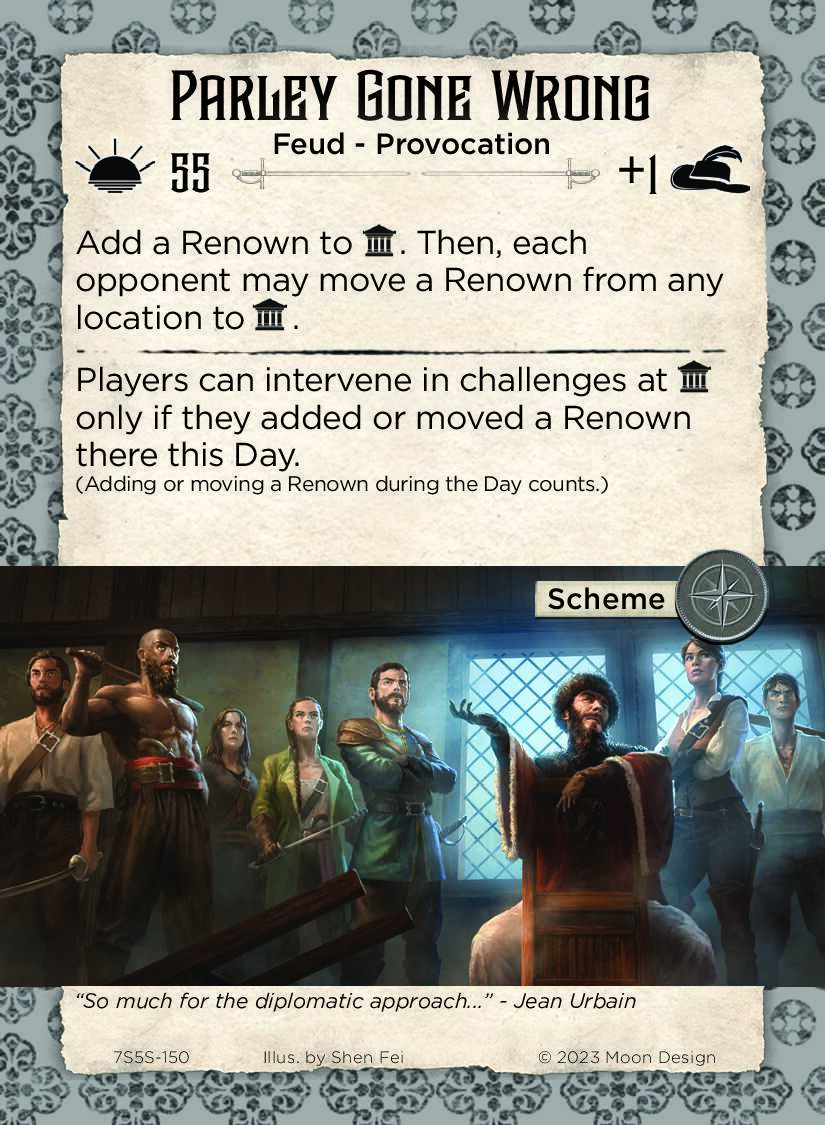 Parley Gone Wrong
Feud - Provocation
55
+1
Add a Renown to . Then, each
opponent may move a Renown from any
location to .
Players can intervene in challenges at
only if they added or moved a Renown
there this Day.
(Adding or moving a Renown during the Day counts.)
Scheme
“So much for the diplomatic approach...” - Jean Urbain
7S5S-150 Illus. by Shen Fei © 2023 Moon Design